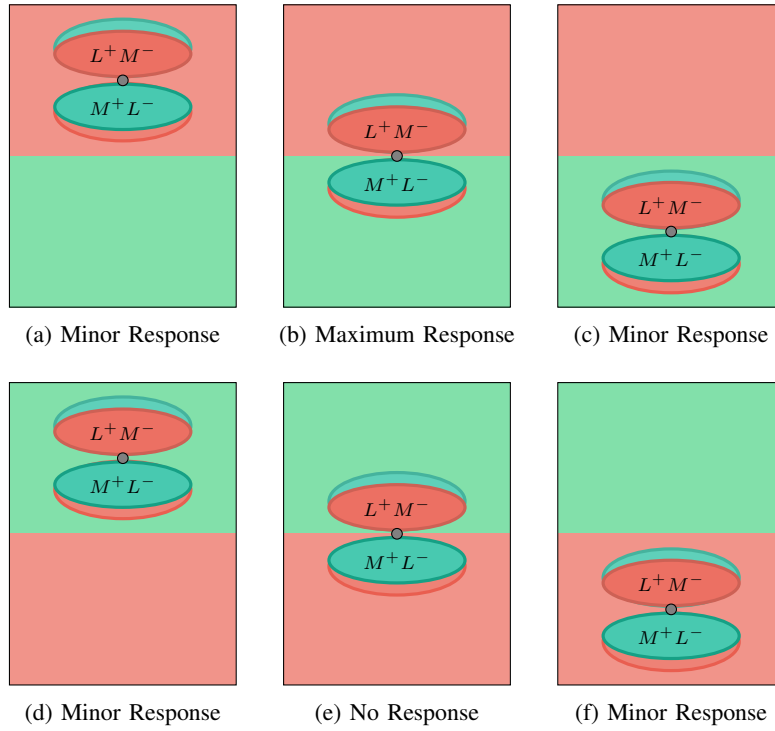 L⁺M⁻ L⁺M⁻ L⁺M⁻
M⁺L⁻ M⁺L⁻ M⁺L⁻
(a) Minor Response (b) Maximum Response (c) Minor Response
L⁺M⁻ L⁺M⁻ L⁺M⁻
M⁺L⁻ M⁺L⁻ M⁺L⁻
(d) Minor Response (e) No Response (f) Minor Response